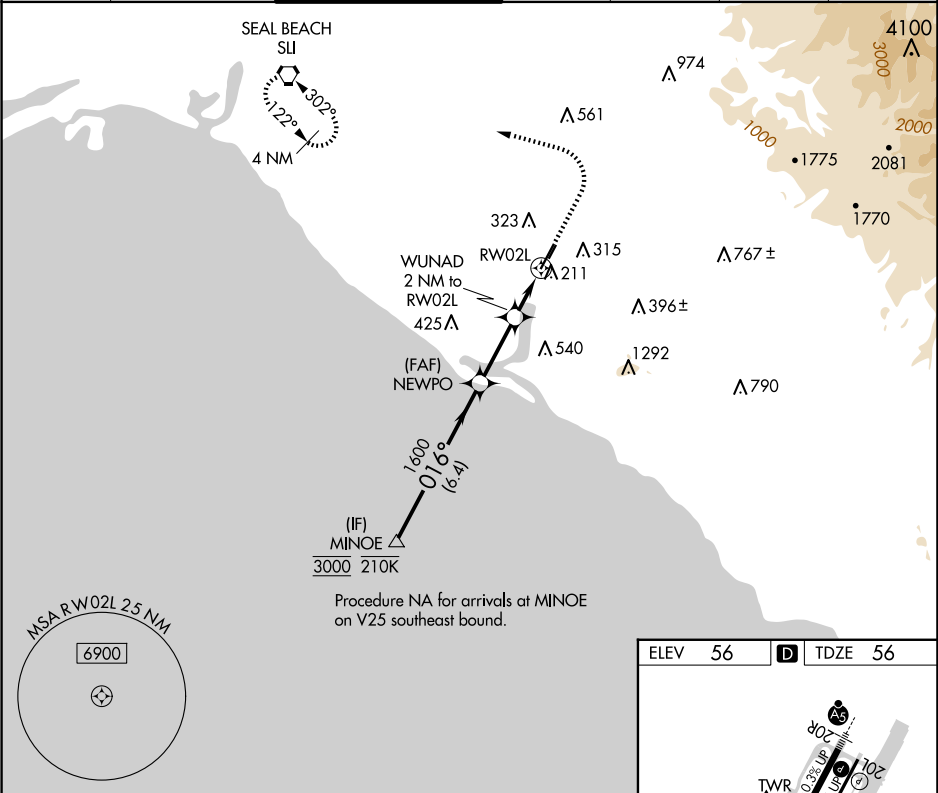 SEAL BEACH
SLI
302°
122°
4 NM
974
561
4100
3000
1000
2000
1775
2081
1770
323
RW02L
315
211
767 ±
WUNAD
2 NM to
RW02L
396 ±
425
540
1292
(FAF)
NEWPO
790
1600
016°
(6.4)
(IF)
MINOE
3000 210K
Procedure NA for arrivals at MINOE
on V25 southeast bound.
MSA RW02L 25 NM
6900
ELEV 56 D TDZE 56
A5
20R
20L
0.3% UP
P
UP
P
TWR